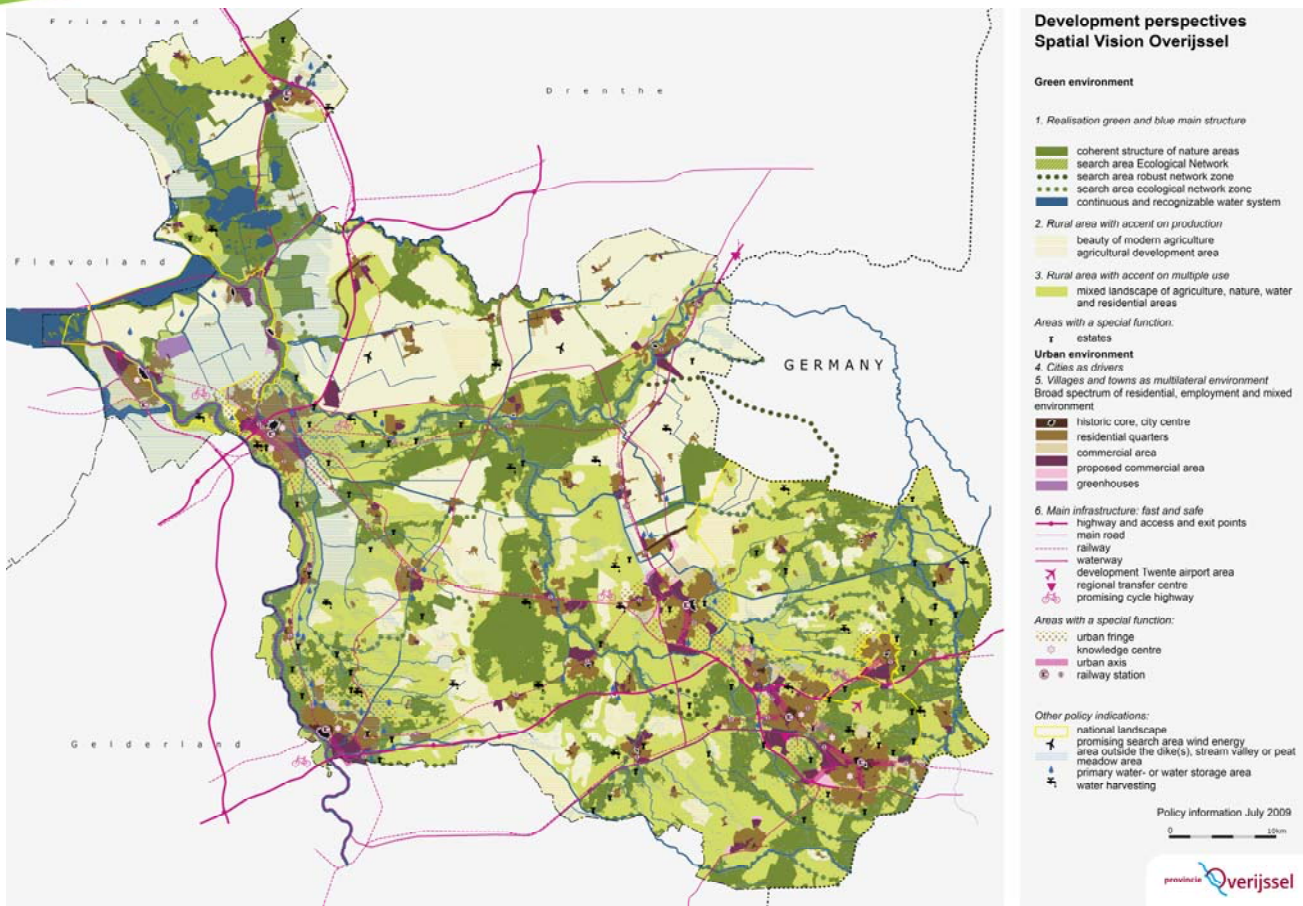 Friesland
Drenthe
Flevoland
GERMANY
Gelderland
Development perspectives
Spatial Vision Overijssel
Green environment
1. Realisation green and blue main structure
coherent structure of nature areas
search area Ecological Network
search area robust network zone
search area ecological network zone
continuous and recognizable water system
2. Rural area with accent on production
beauty of modern agriculture
agricultural development area
3. Rural area with accent on multiple use
mixed landscape of agriculture, nature, water
and residential areas
Areas with a special function:
estates
Urban environment
4. Cities as drivers
5. Villages and towns as multilateral environment
Broad spectrum of residential, employment and mixed
environment
historic core, city centre
residential quarters
commercial area
proposed commercial area
greenhouses
6. Main infrastructure: fast and safe
highway and access and exit points
main road
railway
waterway
development Twente airport area
regional transfer centre
promising cycle highway
Areas with a special function:
urban fringe
knowledge centre
urban axis
railway station
Other policy indications:
national landscape
promising search area wind energy
area outside the dike(s), stream valley or peat
meadow area
primary water- or water storage area
water harvesting
Policy information July 2009
0 10km
provincie Overijssel